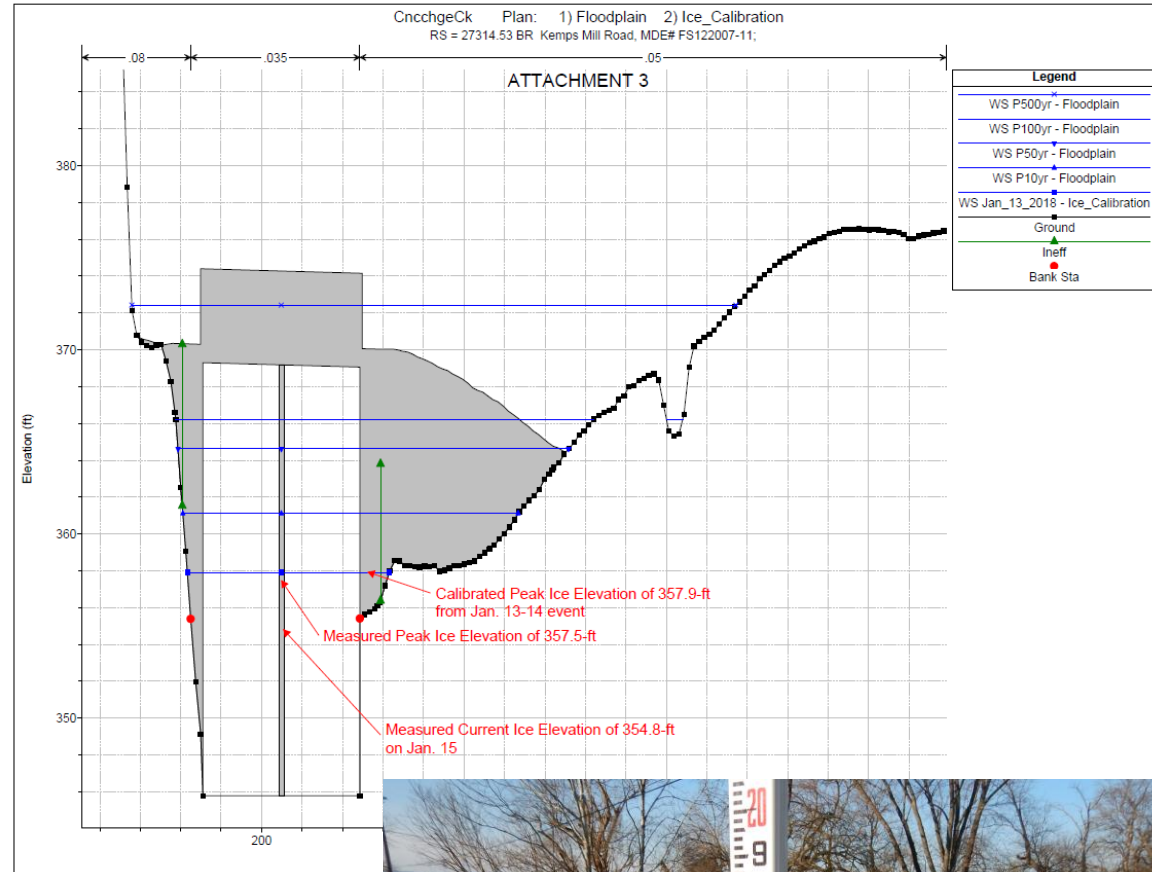 CncchgeCk Plan: 1) Floodplain 2) Ice_Calibration
RS = 27314.53 BR Kemps Mill Road, MDE# FS122007-11;
.08
.035
.05
ATTACHMENT 3
Legend
WS P500yr - Floodplain
WS P100yr - Floodplain
WS P50yr - Floodplain
WS P10yr - Floodplain
WS Jan_13_2018 - Ice_Calibration
Ground
Ineff
Bank Sta
380
370
360
350
Elevation (ft)
Calibrated Peak Ice Elevation of 357.9-ft
from Jan. 13-14 event
Measured Peak Ice Elevation of 357.5-ft
Measured Current Ice Elevation of 354.8-ft
on Jan. 15
200
20
9